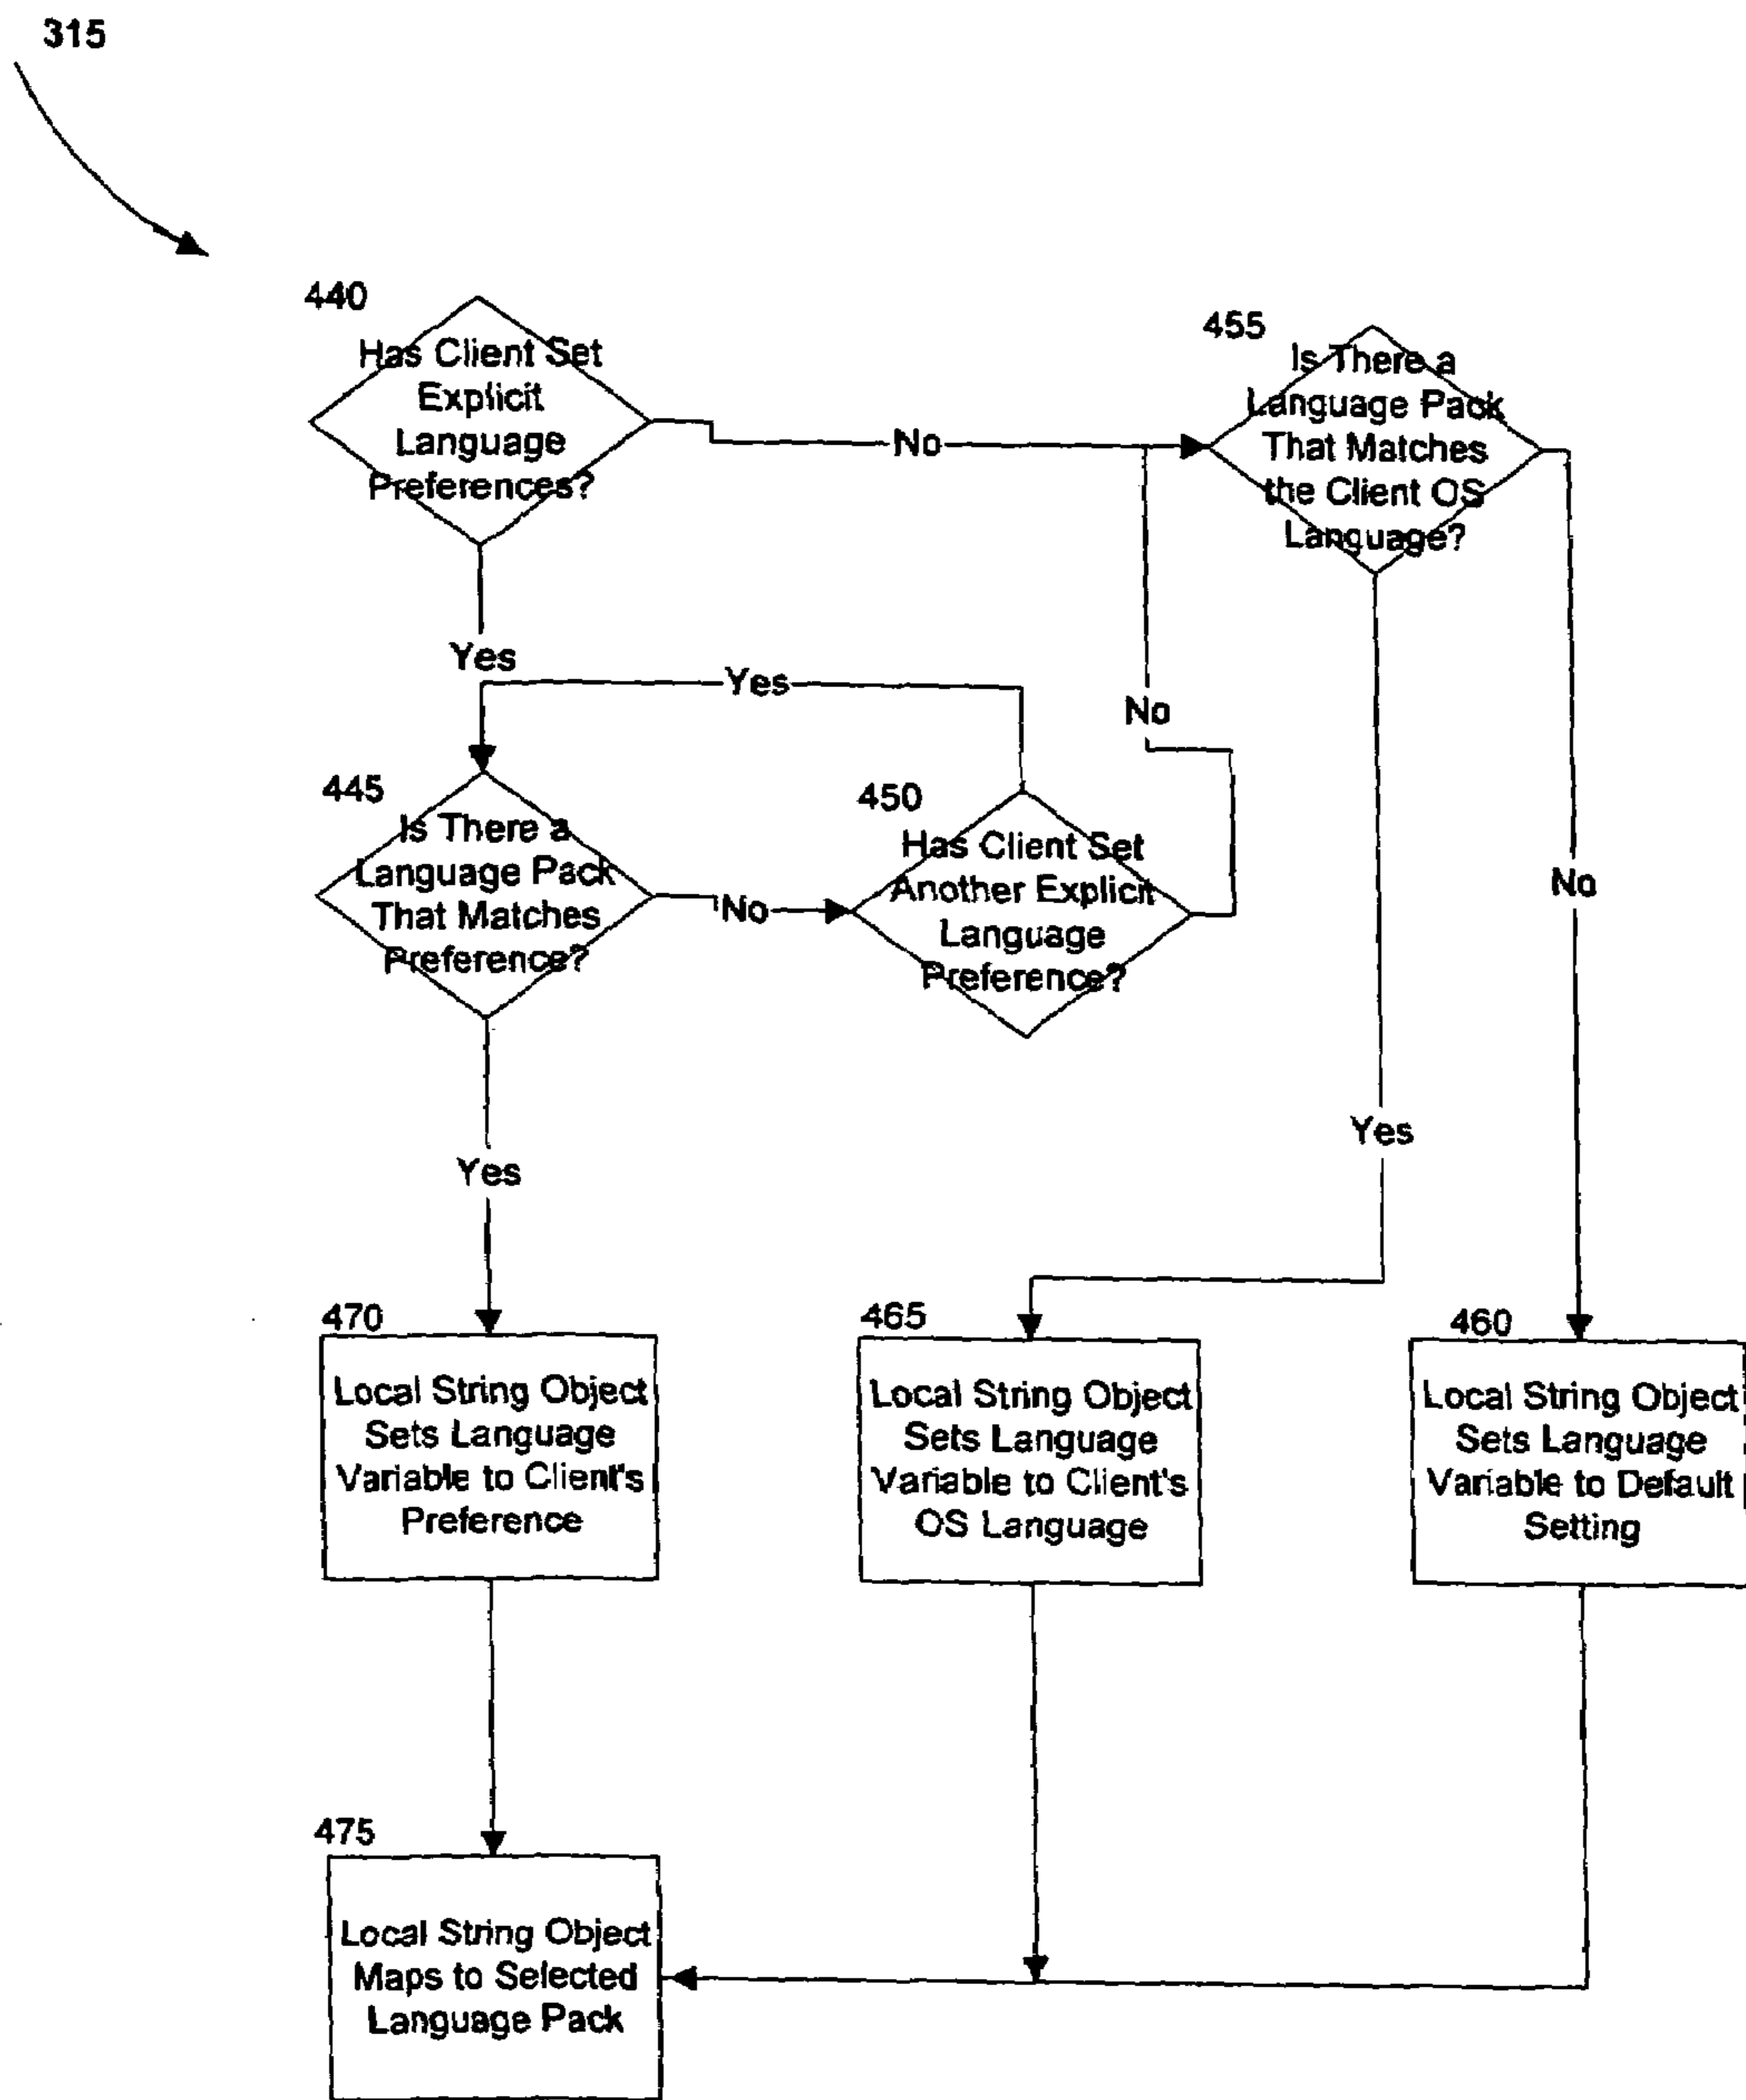 315
440
Has Client Set
Explicit
Language
Preferences?
No
455
Is There a
Language Pack
That Matches
the Client OS
Language?
Yes
Yes
No
445
Is There a
Language Pack
That Matches
Preference?
No
450
Has Client Set
Another Explicit
Language
Preference?
No
Yes
Yes
470
Local String Object
Sets Language
Variable to Client's
Preference
465
Local String Object
Sets Language
Variable to Client's
OS Language
460
Local String Object
Sets Language
Variable to Default
Setting
475
Local String Object
Maps to Selected
Language Pack